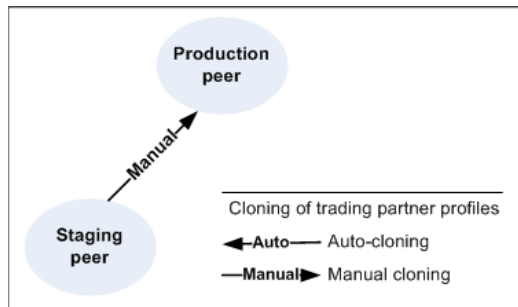 Production
peer
Manual
Staging
peer
Cloning of trading partner profiles
Auto Auto-cloning
Manual Manual cloning